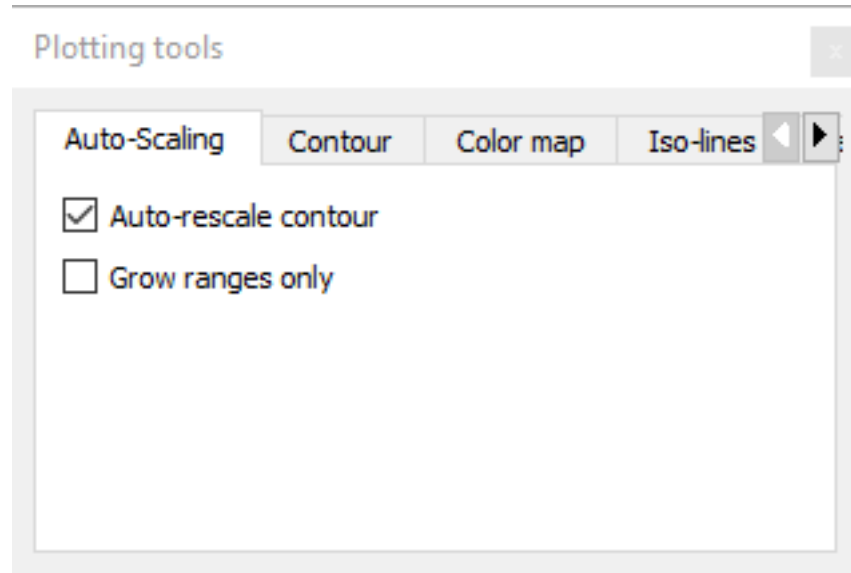 Plotting tools
Auto-Scaling Contour Color map Iso-lines
Auto-rescale contour
Grow ranges only